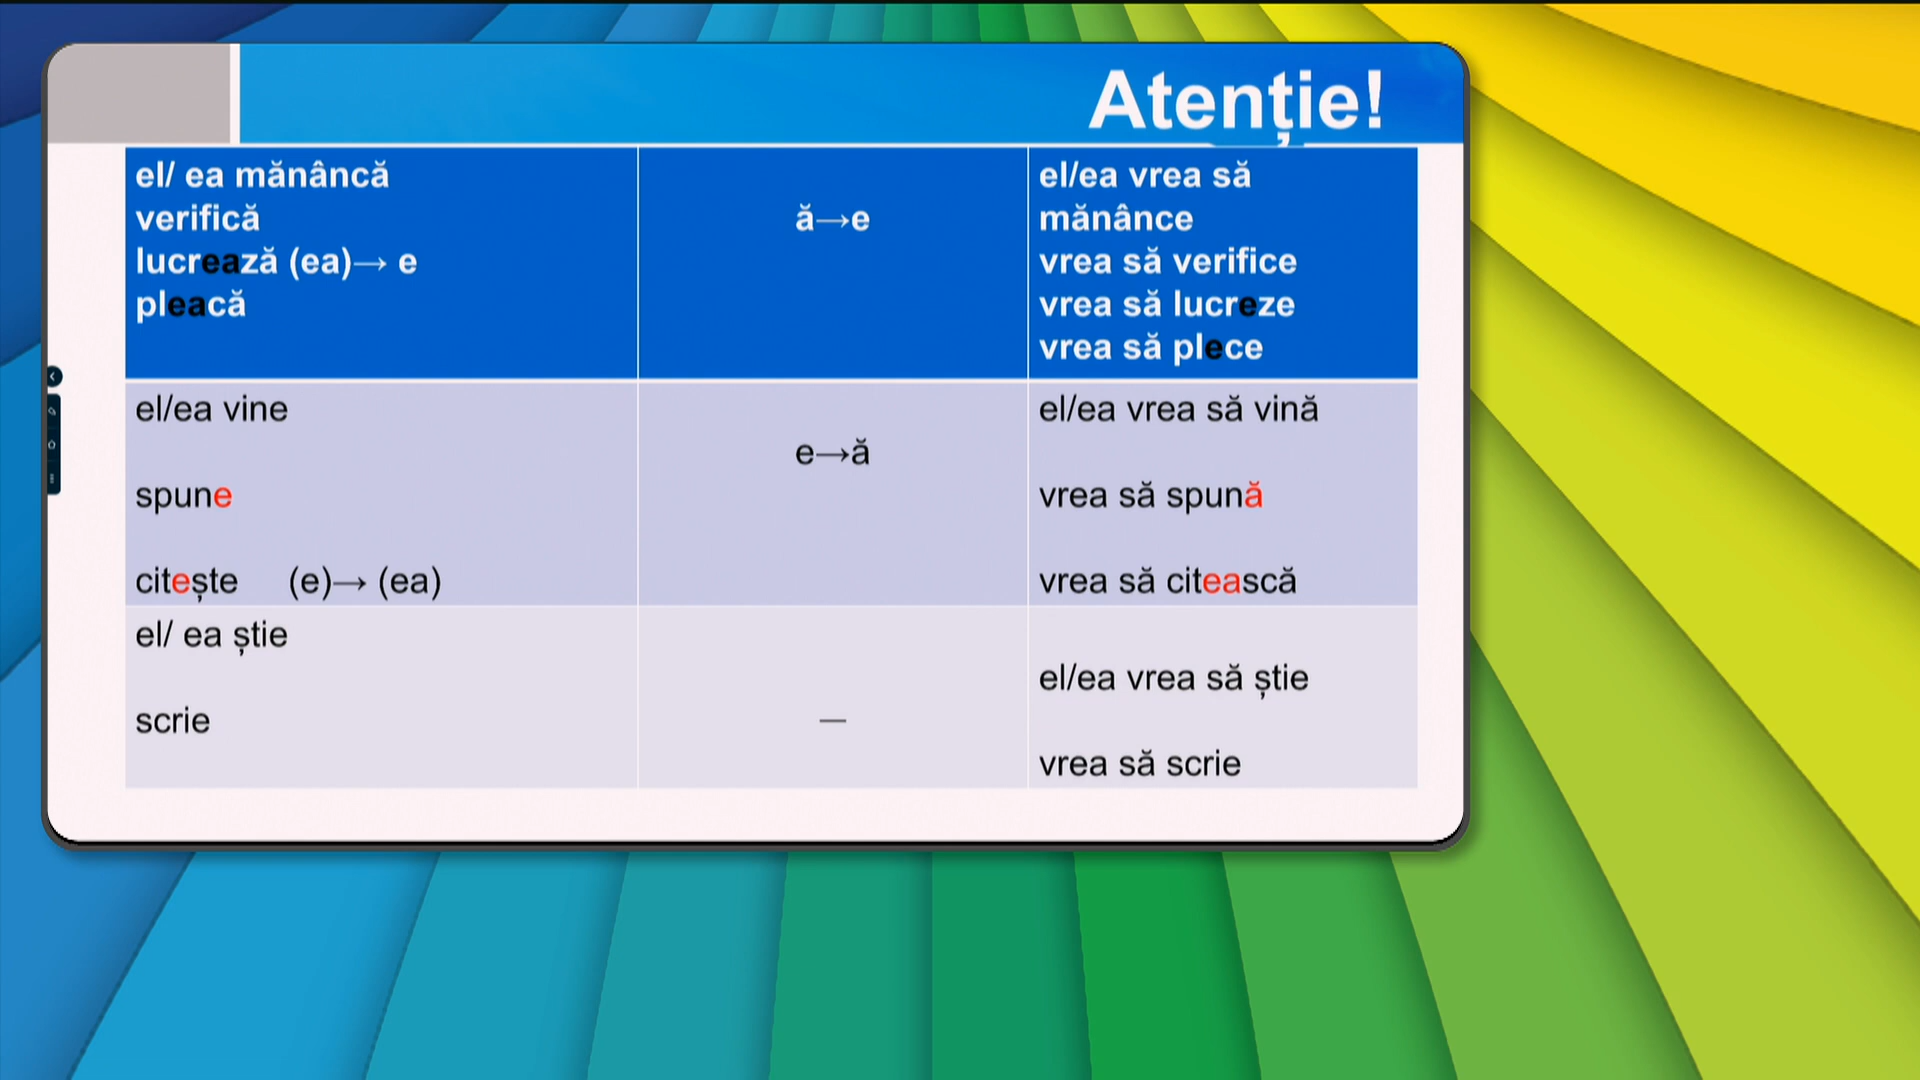 Atenție!
el/ ea mănâncă
verifică
lucrează (ea)→ e
pleacă
ă→e
el/ea vrea să
mănânce
vrea să verifice
vrea să lucreze
vrea să plece
el/ea vine
spune
citește (e)→ (ea)
e→ă
el/ea vrea să vină
vrea să spună
vrea să citească
el/ ea știe
scrie
—
el/ea vrea să știe
vrea să scrie